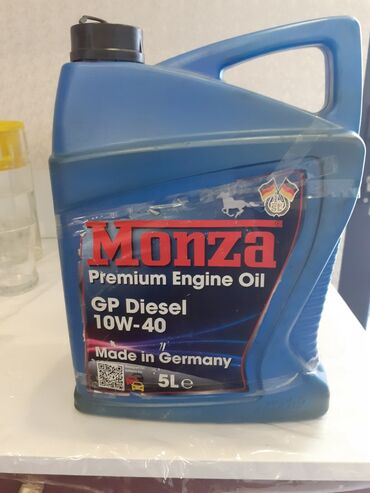 Monza
Premium Engine Oil
GP Diesel
10W-40
Made in Germany
5L e